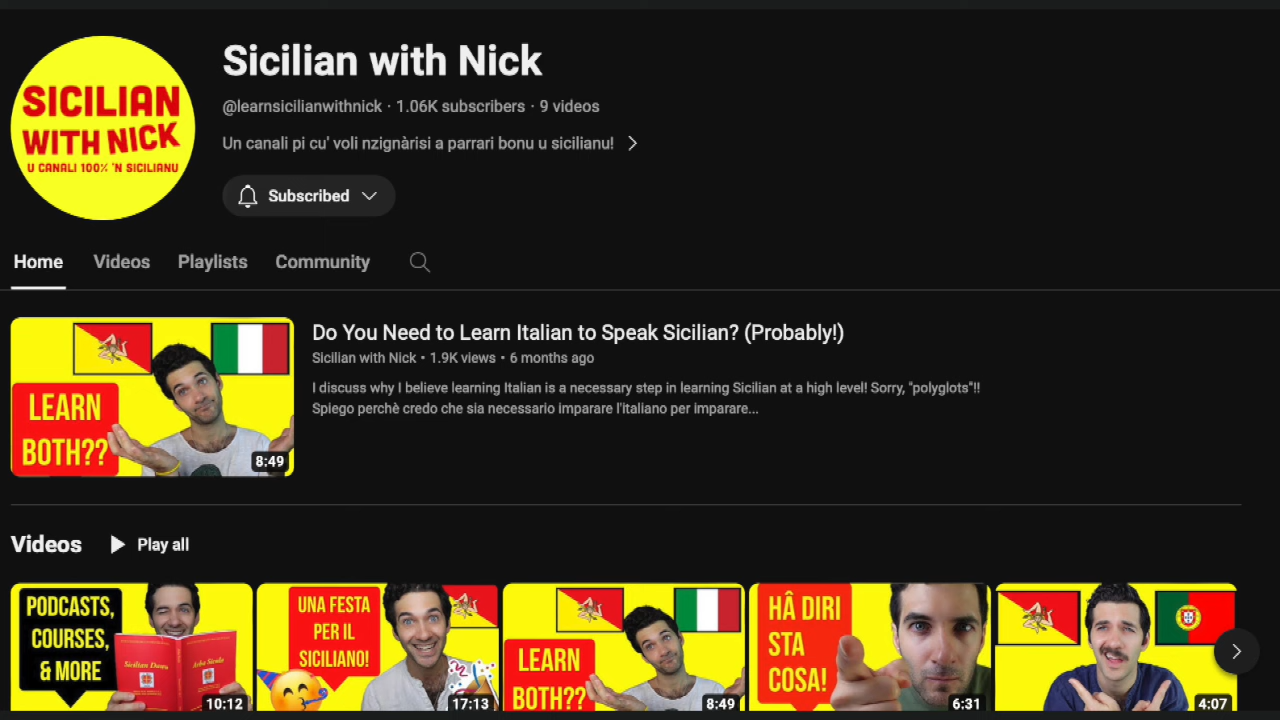 SICILIAN
WITH NICK
U CANALI 100% 'N SICILIANU
Sicilian with Nick
@learnsicilianwithnick · 1.06K subscribers · 9 videos
Un canali pi cu' voli nzignàrisi a parrari bonu u sicilianu!
Subscribed
Home Videos Playlists Community
LEARN
BOTH??
8:49
Do You Need to Learn Italian to Speak Sicilian? (Probably!)
Sicilian with Nick • 1.9K views • 6 months ago
I discuss why I believe learning Italian is a necessary step in learning Sicilian at a high level! Sorry, "polyglots"!!
Spiego perchè credo che sia necessario imparare l'italiano per imparare...
Videos Play all
PODCASTS,
COURSES,
& MORE
Sicilian Dawn
Arba Sicula
10:12
UNA FESTA
PER IL
SICILIANO!
17:13
LEARN
BOTH??
8:49
HÂ DIRI
STA
COSA!
6:31
4:07